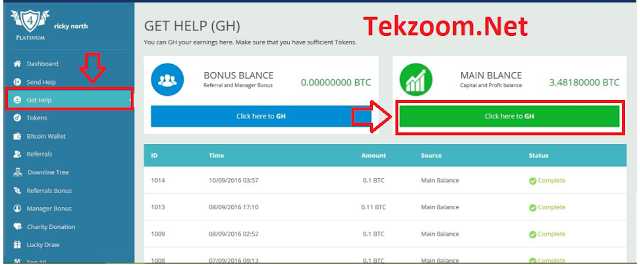 4
PLATINUM
ricky north
Dashboard
Send Help
Get Help
Tokens
Bitcoin Wallet
Referrals
Downline Tree
Referrals Bonus
Manager Bonus
Charity Donation
Lucky Draw
Top 10
GET HELP (GH)
Tekzoom.Net
You can GH your earnings here. Make sure that you have sufficient Tokens.
BONUS BLANCE
Referral and Manager Bonus
0.00000000 BTC
Click here to GH
MAIN BLANCE
Capital and Profit balance
3.48180000 BTC
Click here to GH
ID Time Amount Source Status
1014 10/09/2016 03:57 0.1 BTC Main Balance Complete
1013 08/09/2016 17:10 0.11 BTC Main Balance Complete
1009 08/09/2016 02:52 0.1 BTC Main Balance Complete
1008 07/09/2016 09:13 0.1 BTC Main Balance Complete